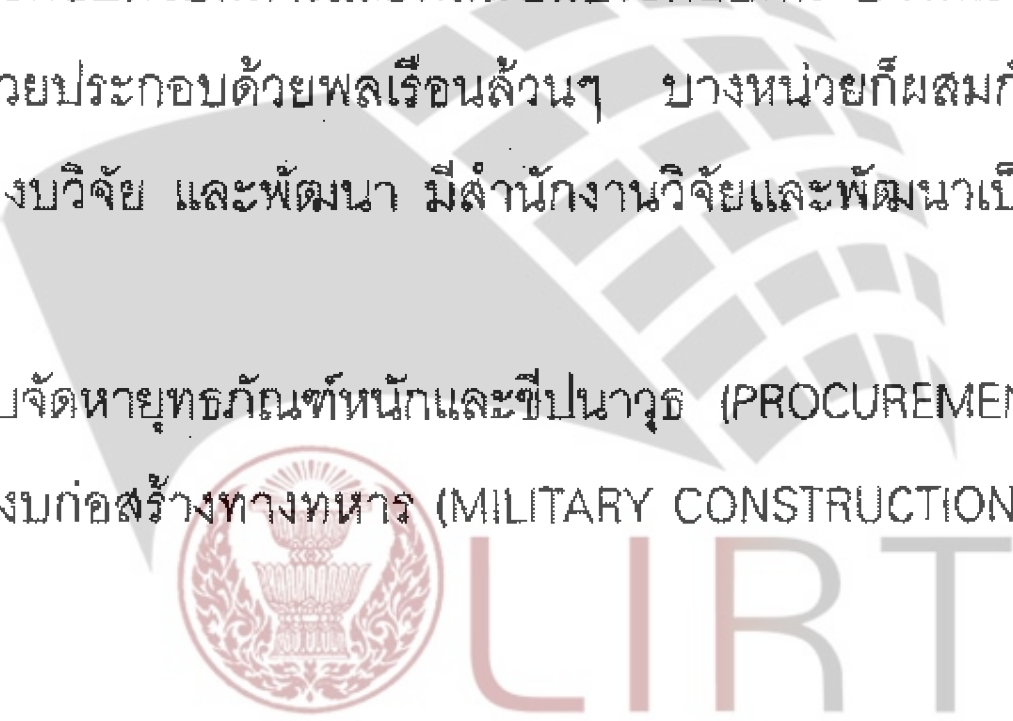 วยประกอบด้วยพลเรือนล้วนๆ บางหน่วยก็ผสมกั
งบวิจัย และพัฒนา มีสำนักงานวิจัยและพัฒนาเป็
บจัดหายุทธภัณฑ์หนักและขีปนาวุธ (PROCUREMEN
งบก่อสร้างทางทหาร (MILITARY CONSTRUCTION
LIRT